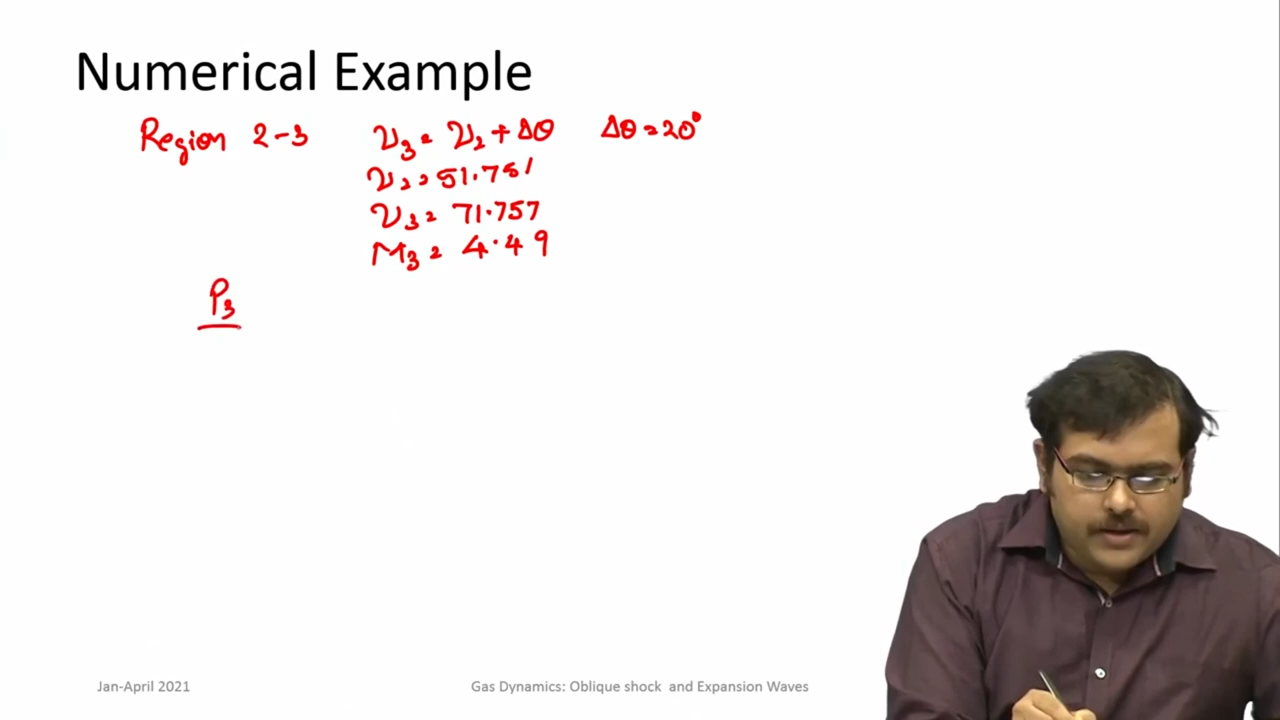 Numerical Example
Region 2-3 ν₃ = ν₂ + Δθ Δθ = 20°
ν₂ = 51.751
ν₃ = 71.757
M₃ = 4.49
P₃
Jan-April 2021 Gas Dynamics: Oblique shock and Expansion Waves